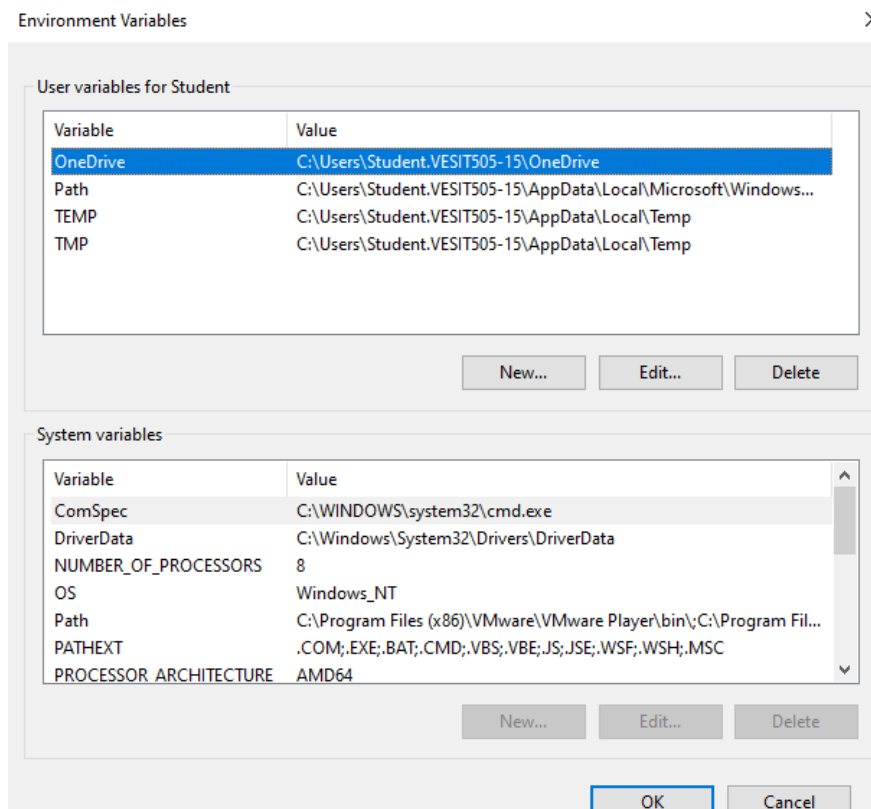 Environment Variables
User variables for Student
Variable Value
OneDrive C:\Users\Student.VESIT505-15\OneDrive
Path C:\Users\Student.VESIT505-15\AppData\Local\Microsoft\Windows...
TEMP C:\Users\Student.VESIT505-15\AppData\Local\Temp
TMP C:\Users\Student.VESIT505-15\AppData\Local\Temp
New... Edit... Delete
System variables
Variable Value
ComSpec C:\WINDOWS\system32\cmd.exe
DriverData C:\Windows\System32\Drivers\DriverData
NUMBER_OF_PROCESSORS 8
OS Windows_NT
Path C:\Program Files (x86)\VMware\VMware Player\bin\;C:\Program Fil...
PATHEXT .COM;.EXE;.BAT;.CMD;.VBS;.VBE;.JS;.JSE;.WSF;.WSH;.MSC
PROCESSOR_ARCHITECTURE AMD64
New... Edit... Delete
OK Cancel